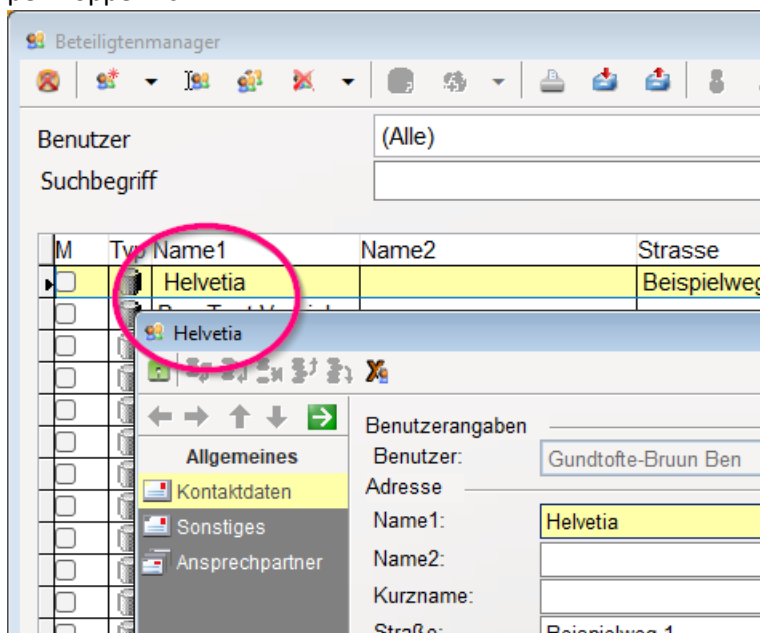 Beteiligtenmanager
Benutzer
(Alle)
Suchbegriff
M Typ Name1 Name2 Strasse
Helvetia Beispielweg
Helvetia
Benutzerangaben
Allgemeines
Benutzer: Gundtofte-Bruun Ben
Kontaktdaten
Adresse
Sonstiges
Name1: Helvetia
Ansprechpartner
Name2:
Kurzname: